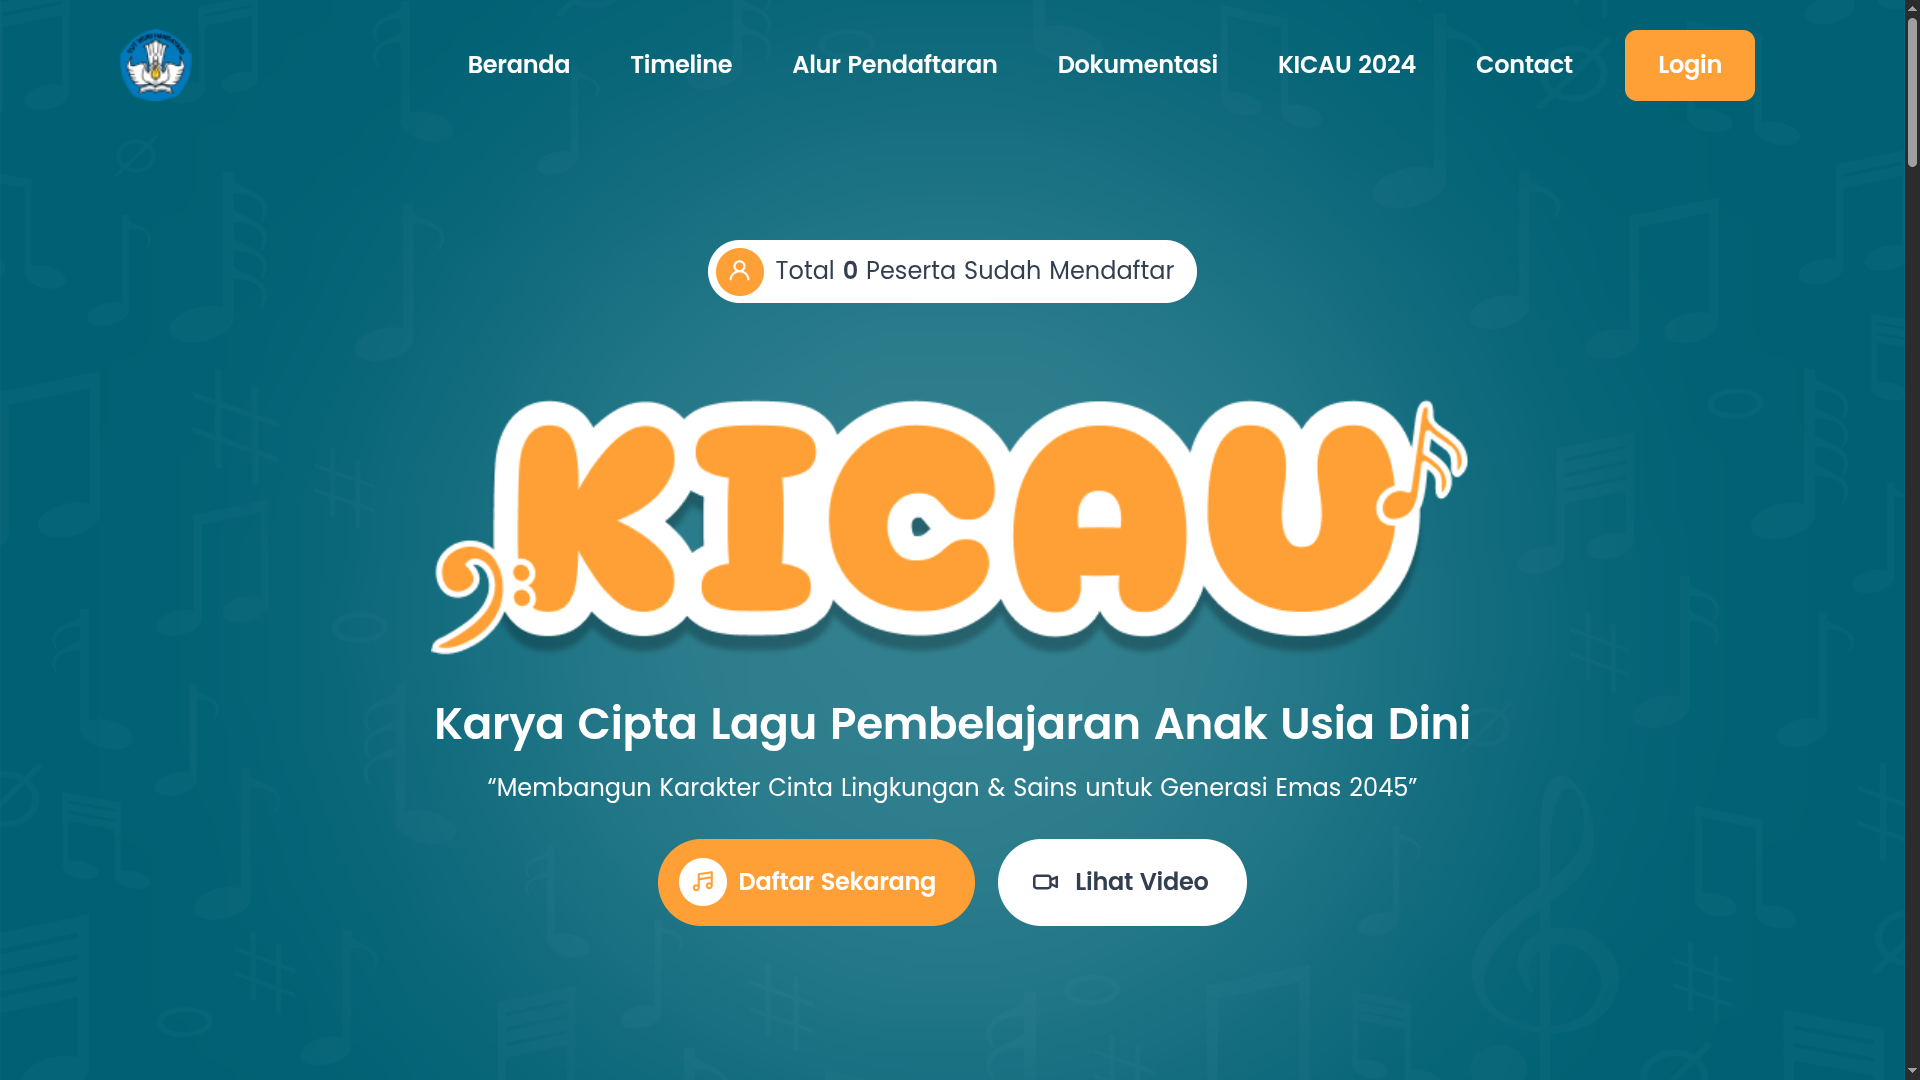 Beranda
Timeline
Alur Pendaftaran
Dokumentasi
KICAU 2024
Contact
Login
Total 0 Peserta Sudah Mendaftar
KICAU
Karya Cipta Lagu Pembelajaran Anak Usia Dini
“Membangun Karakter Cinta Lingkungan & Sains untuk Generasi Emas 2045”
Daftar Sekarang
Lihat Video